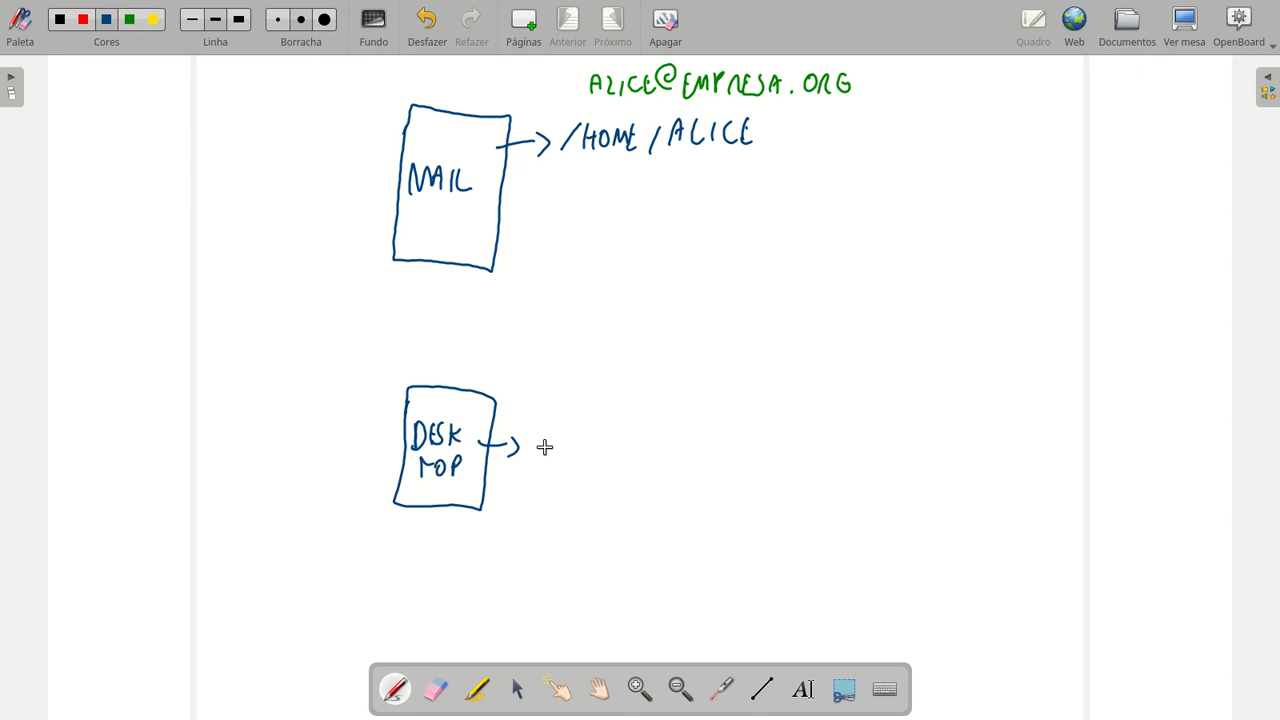 Paleta
Cores
Linha
Borracha
Fundo
Desfazer
Refazer
Páginas
Anterior
Próximo
Apagar
Quadro
Web
Documentos
Ver mesa
OpenBoard
ALICE@EMPRESA.ORG
/HOME/ALICE
MAIL
DESK
TOP